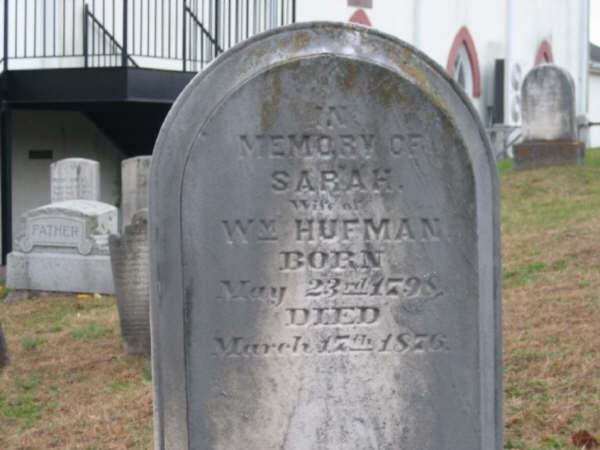 IN
MEMORY OF
SARAH.
Wife of
WM HUFMAN.
BORN
May 23rd 1798.
DIED
March 17th 1876.
FATHER